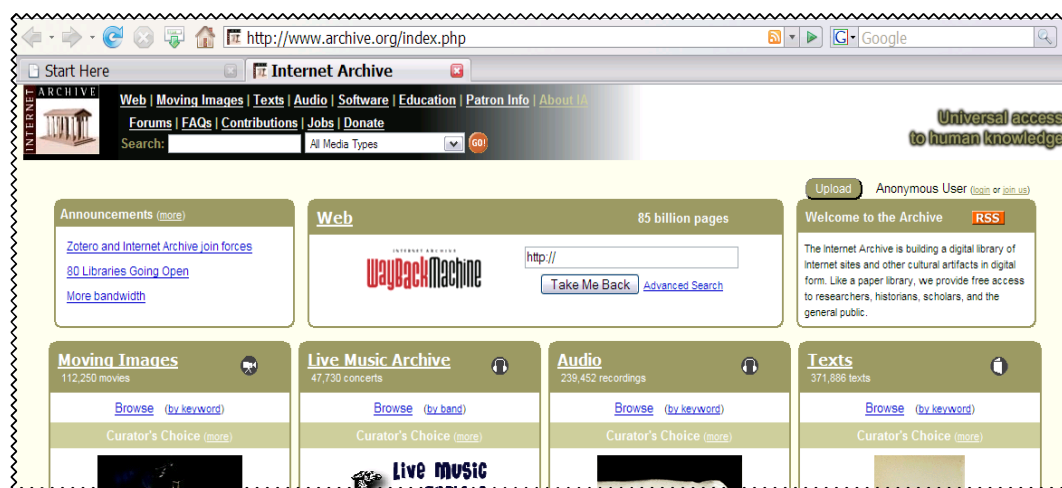 http://www.archive.org/index.php
G Google
Start Here
Internet Archive
INTERNET ARCHIVE
Web | Moving Images | Texts | Audio | Software | Education | Patron Info | About IA
Forums | FAQs | Contributions | Jobs | Donate
Search: All Media Types GO!
Universal access
to human knowledge
Upload Anonymous User (login or join us)
Announcements (more)
Zotero and Internet Archive join forces
80 Libraries Going Open
More bandwidth
Web 85 billion pages
INTERNET ARCHIVE
WayBackMachine
http://
Take Me Back Advanced Search
Welcome to the Archive RSS
The Internet Archive is building a digital library of
Internet sites and other cultural artifacts in digital
form. Like a paper library, we provide free access
to researchers, historians, scholars, and the
general public.
Moving Images
112,250 movies
Browse (by keyword)
Curator's Choice (more)
Live Music Archive
47,730 concerts
Browse (by band)
Curator's Choice (more)
Live Music
Audio
239,452 recordings
Browse (by keyword)
Curator's Choice (more)
Texts
371,886 texts
Browse (by keyword)
Curator's Choice (more)